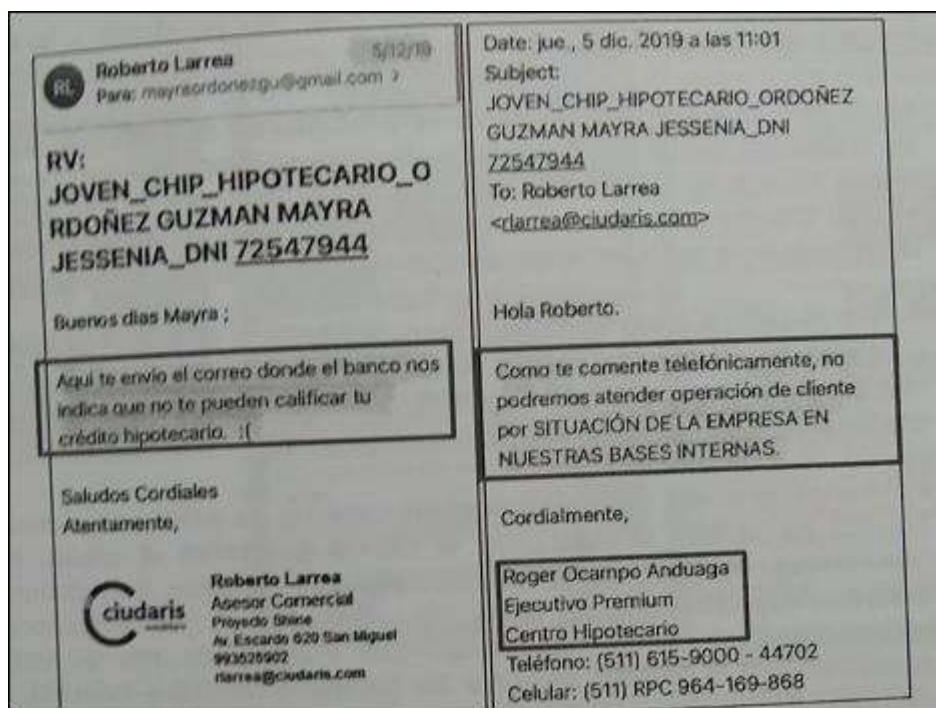 Roberto Larrea
5/12/19
RL
Para: mayraordonezgu@gmail.com >
RV:
JOVEN_CHIP_HIPOTECARIO_O
RDOÑEZ GUZMAN MAYRA
JESSENIA_DNI 72547944
Buenos dias Mayra ;
Aqui te envio el correo donde el banco nos
indica que no te pueden calificar tu
crédito hipotecario. :(
Saludos Cordiales
Atentamente,
ciudaris
Roberto Larrea
Asesor Comercial
Proyecto Shine
Av. Escardo 620 San Miguel
993525902
rlarrea@ciudaris.com
Date: jue., 5 dic. 2019 a las 11:01
Subject:
JOVEN_CHIP_HIPOTECARIO_ORDOÑEZ
GUZMAN MAYRA JESSENIA_DNI
72547944
To: Roberto Larrea
<rlarrea@ciudaris.com>
Hola Roberto.
Como te comente telefónicamente, no
podremos atender operación de cliente
por SITUACIÓN DE LA EMPRESA EN
NUESTRAS BASES INTERNAS.
Cordialmente,
Roger Ocampo Anduaga
Ejecutivo Premium
Centro Hipotecario
Teléfono: (511) 615-9000 - 44702
Celular: (511) RPC 964-169-868